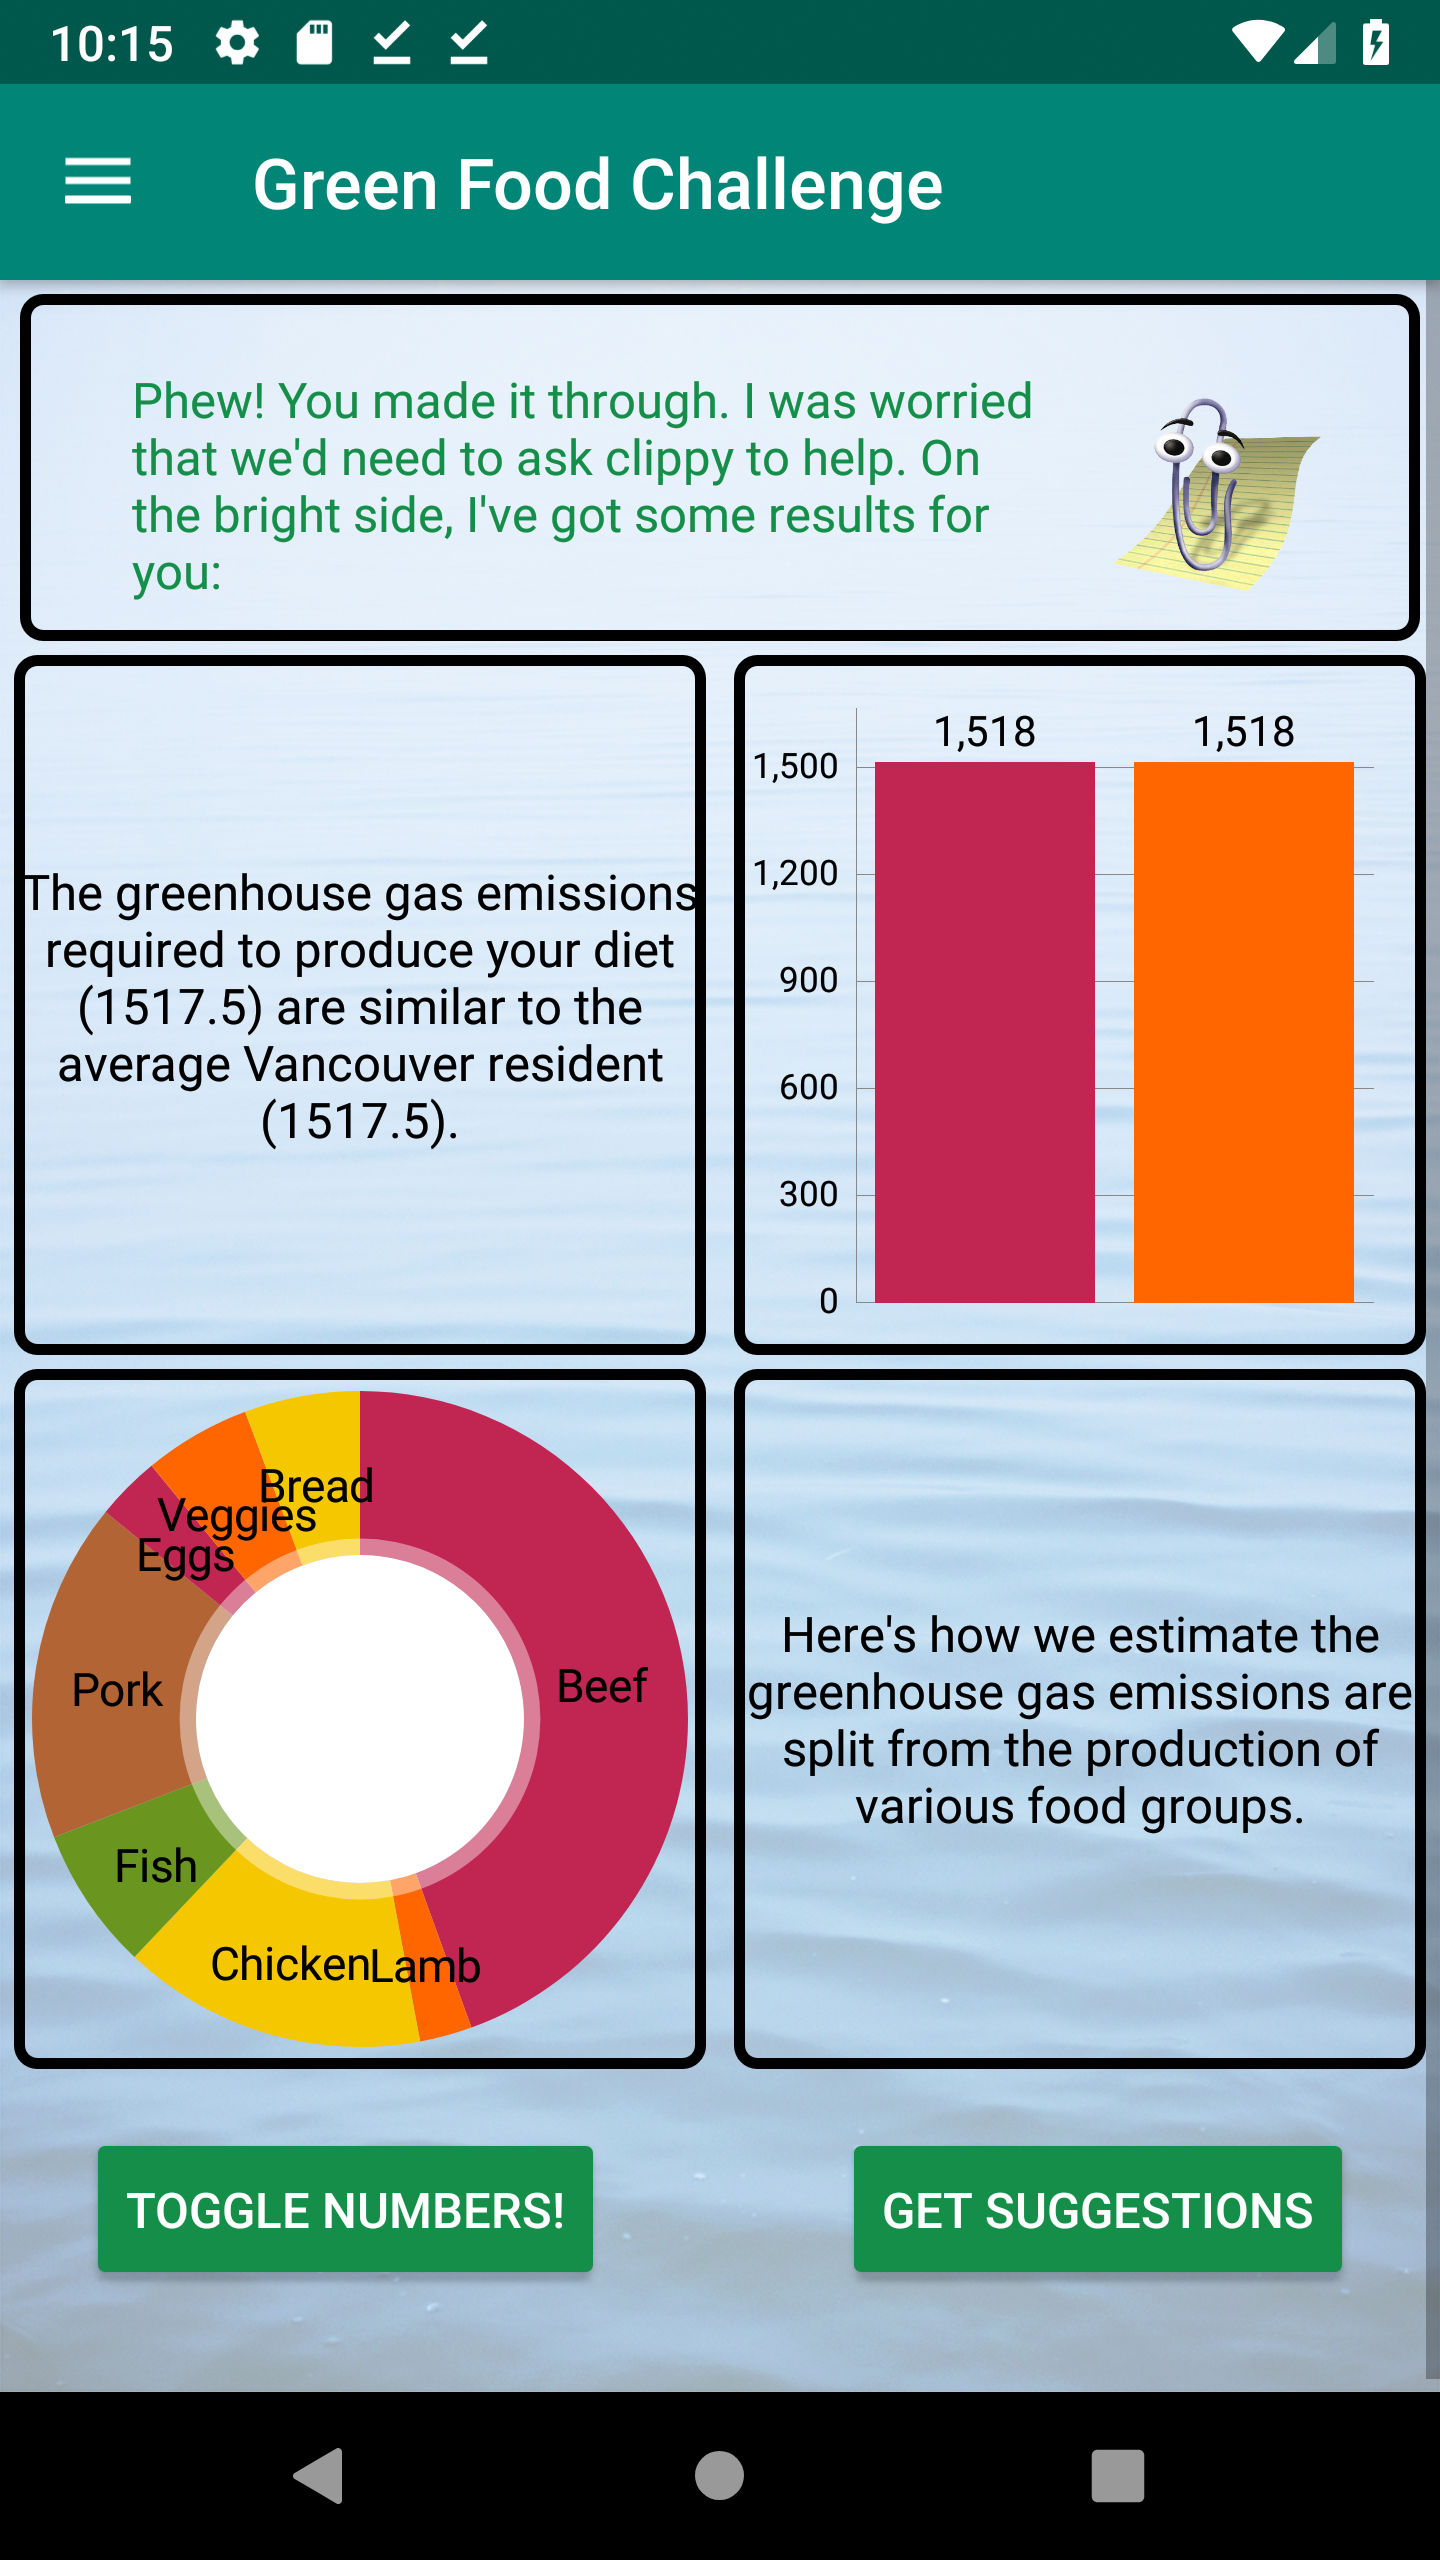 10:15
Green Food Challenge
Phew! You made it through. I was worried
that we'd need to ask clippy to help. On
the bright side, I've got some results for
you:
The greenhouse gas emissions
required to produce your diet
(1517.5) are similar to the
average Vancouver resident
(1517.5).
1,518 1,518
1,500
1,200
900
600
300
0
Bread
Veggies
Eggs
Pork
Beef
Fish
Chicken
Lamb
Here's how we estimate the
greenhouse gas emissions are
split from the production of
various food groups.
TOGGLE NUMBERS!
GET SUGGESTIONS